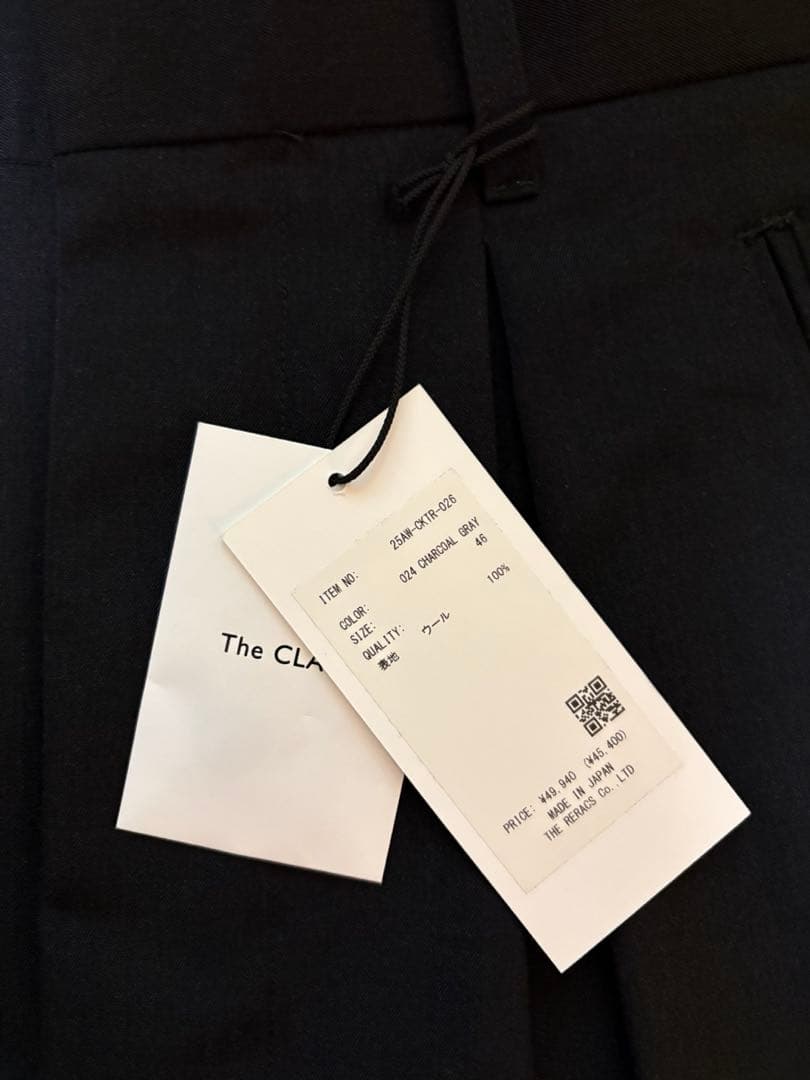 The CLA
ITEM NO: 25AW-CKTR-026
COLOR: 024 CHARCOAL GRAY
SIZE: 46
QUALITY:
表地 ウール 100%
PRICE: ¥49,940 (¥45,400)
MADE IN JAPAN
THE RERACS Co.,LTD